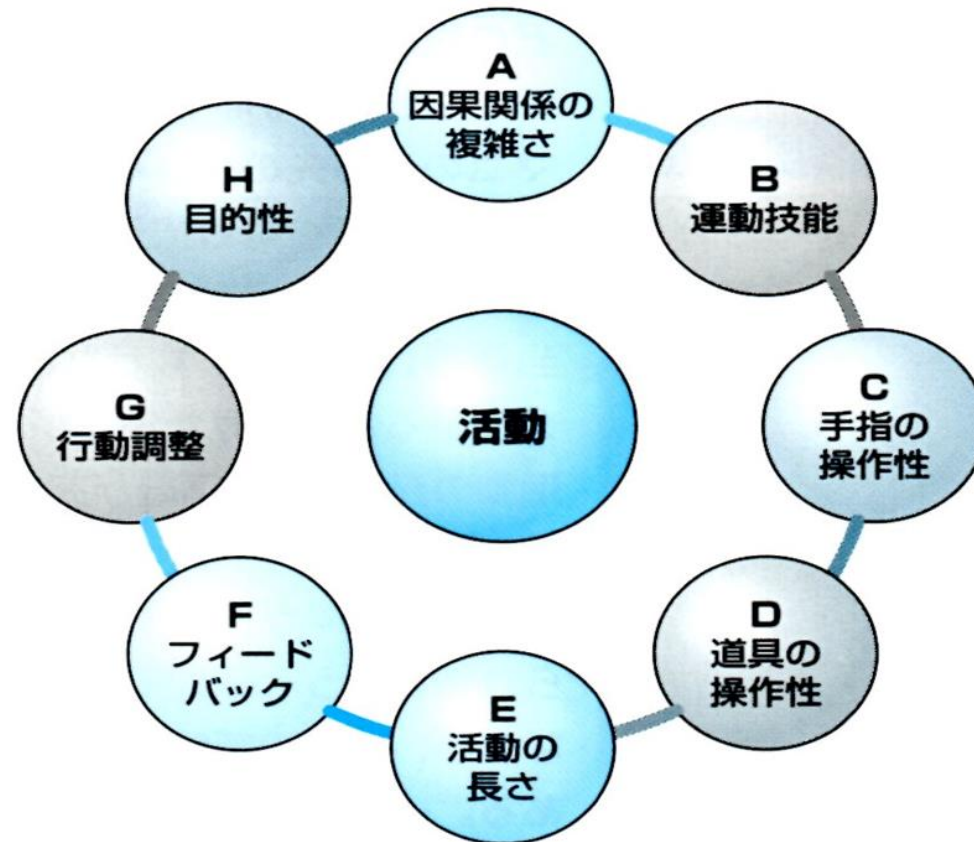 A
因果関係の
複雑さ
B
運動技能
C
手指の
操作性
D
道具の
操作性
E
活動の
長さ
F
フィード
バック
G
行動調整
H
目的性
活動